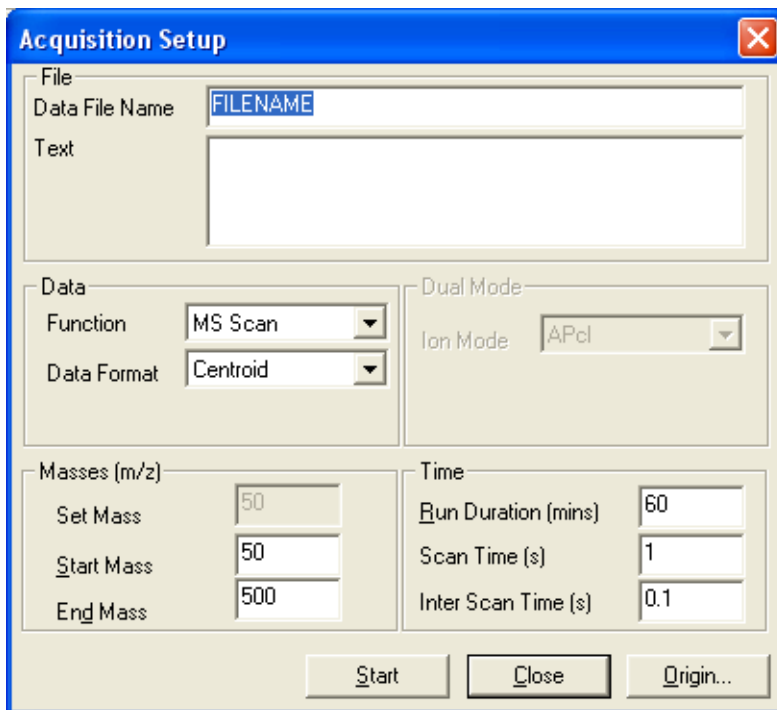 Acquisition Setup
File
Data File Name FILENAME
Text
Data
Function MS Scan
Data Format Centroid
Dual Mode
Ion Mode APcI
Masses (m/z)
Set Mass 50
Start Mass 50
End Mass 500
Time
Run Duration (mins) 60
Scan Time (s) 1
Inter Scan Time (s) 0.1
Start Close Origin...